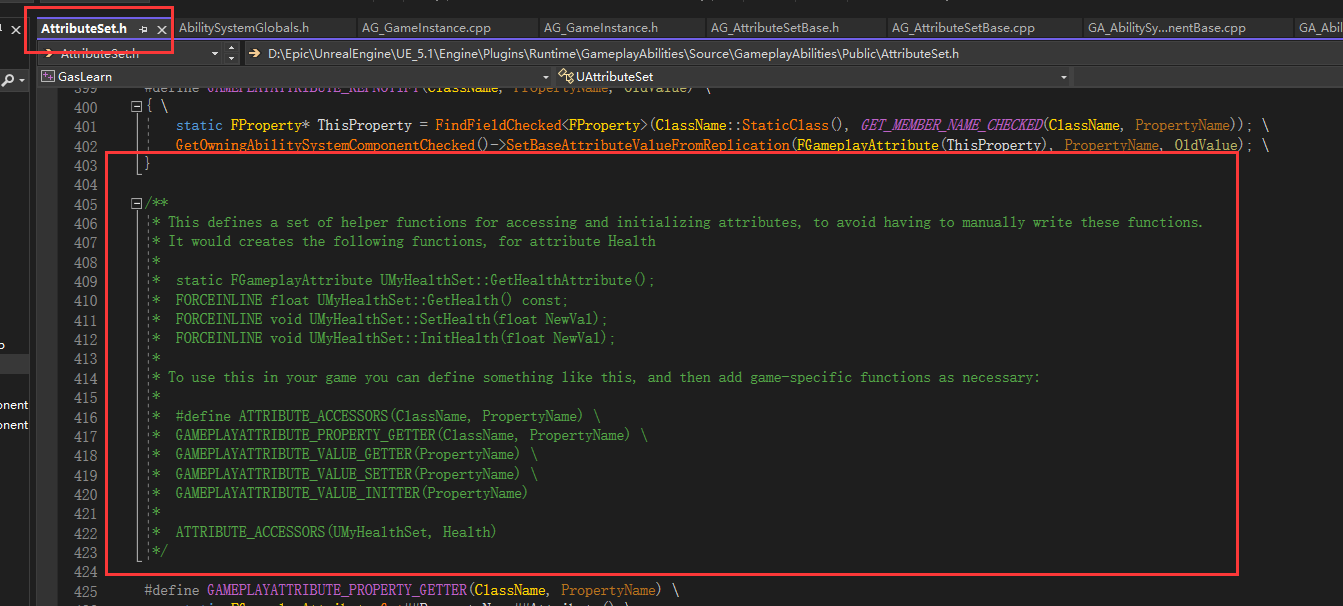 AttributeSet.h AbilitySystemGlobals.h AG_GameInstance.cpp AG_GameInstance.h AG_AttributeSetBase.h AG_AttributeSetBase.cpp GA_AbilitySy...nentBase.cpp GA_Abil
AttributeSet.h D:\Epic\UnrealEngine\UE_5.1\Engine\Plugins\Runtime\GameplayAbilities\Source\GameplayAbilities\Public\AttributeSet.h
GasLearn UAttributeSet
399 #define GAMEPLAYATTRIBUTE_REPNOTIFY(ClassName, PropertyName, OldValue) \
400 { \
401 static FProperty* ThisProperty = FindFieldChecked<FProperty>(ClassName::StaticClass(), GET_MEMBER_NAME_CHECKED(ClassName, PropertyName)); \
402 GetOwningAbilitySystemComponentChecked()->SetBaseAttributeValueFromReplication(FGameplayAttribute(ThisProperty), PropertyName, OldValue); \
403 }
404
405 /**
406 * This defines a set of helper functions for accessing and initializing attributes, to avoid having to manually write these functions.
407 * It would creates the following functions, for attribute Health
408 *
409 * static FGameplayAttribute UMyHealthSet::GetHealthAttribute();
410 * FORCEINLINE float UMyHealthSet::GetHealth() const;
411 * FORCEINLINE void UMyHealthSet::SetHealth(float NewVal);
412 * FORCEINLINE void UMyHealthSet::InitHealth(float NewVal);
413 *
414 * To use this in your game you can define something like this, and then add game-specific functions as necessary:
415 *
416 * #define ATTRIBUTE_ACCESSORS(ClassName, PropertyName) \
417 * GAMEPLAYATTRIBUTE_PROPERTY_GETTER(ClassName, PropertyName) \
418 * GAMEPLAYATTRIBUTE_VALUE_GETTER(PropertyName) \
419 * GAMEPLAYATTRIBUTE_VALUE_SETTER(PropertyName) \
420 * GAMEPLAYATTRIBUTE_VALUE_INITTER(PropertyName)
421 *
422 * ATTRIBUTE_ACCESSORS(UMyHealthSet, Health)
423 */
424
425 #define GAMEPLAYATTRIBUTE_PROPERTY_GETTER(ClassName, PropertyName) \
onent
onent